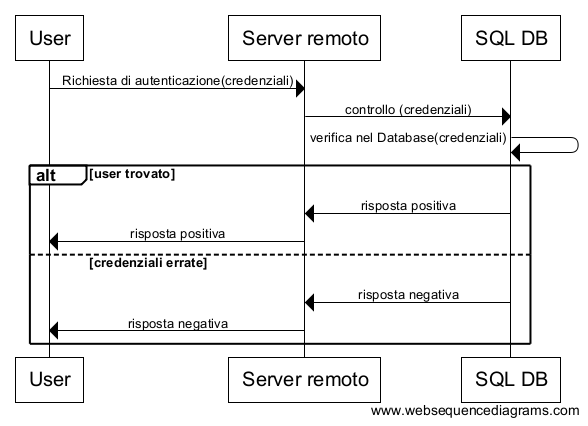 User
Server remoto
SQL DB
Richiesta di autenticazione(credenziali)
controllo (credenziali)
verifica nel Database(credenziali)
alt
[user trovato]
risposta positiva
risposta positiva
[credenziali errate]
risposta negativa
risposta negativa
User
Server remoto
SQL DB
www.websequencediagrams.com